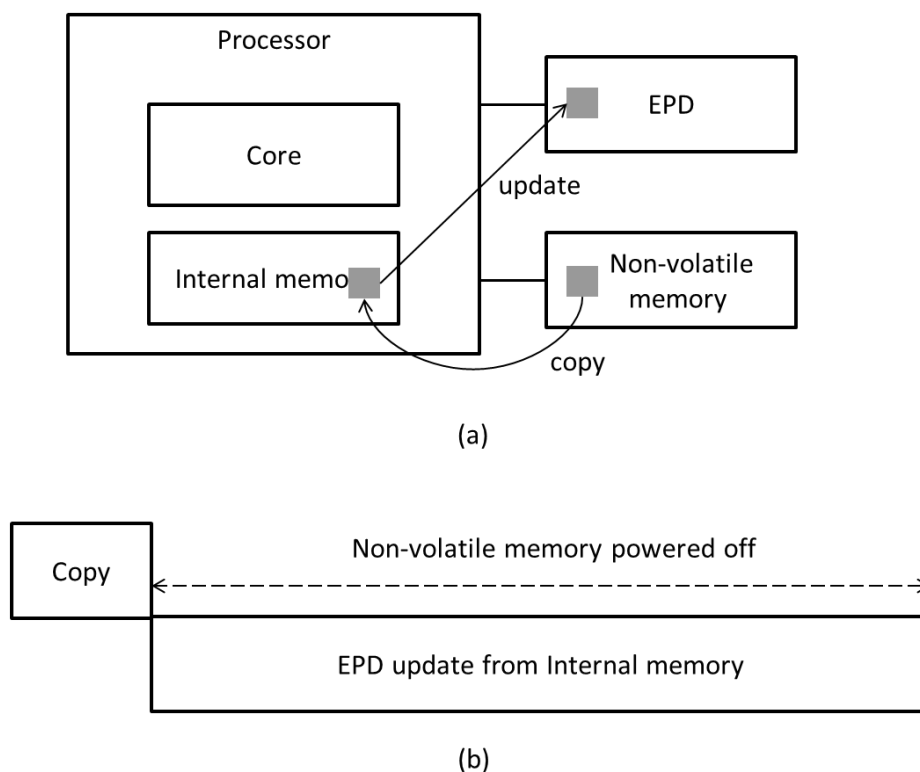 Processor
EPD
Core
update
Internal memo
Non-volatile
memory
copy
(a)
Non-volatile memory powered off
Copy
EPD update from Internal memory
(b)